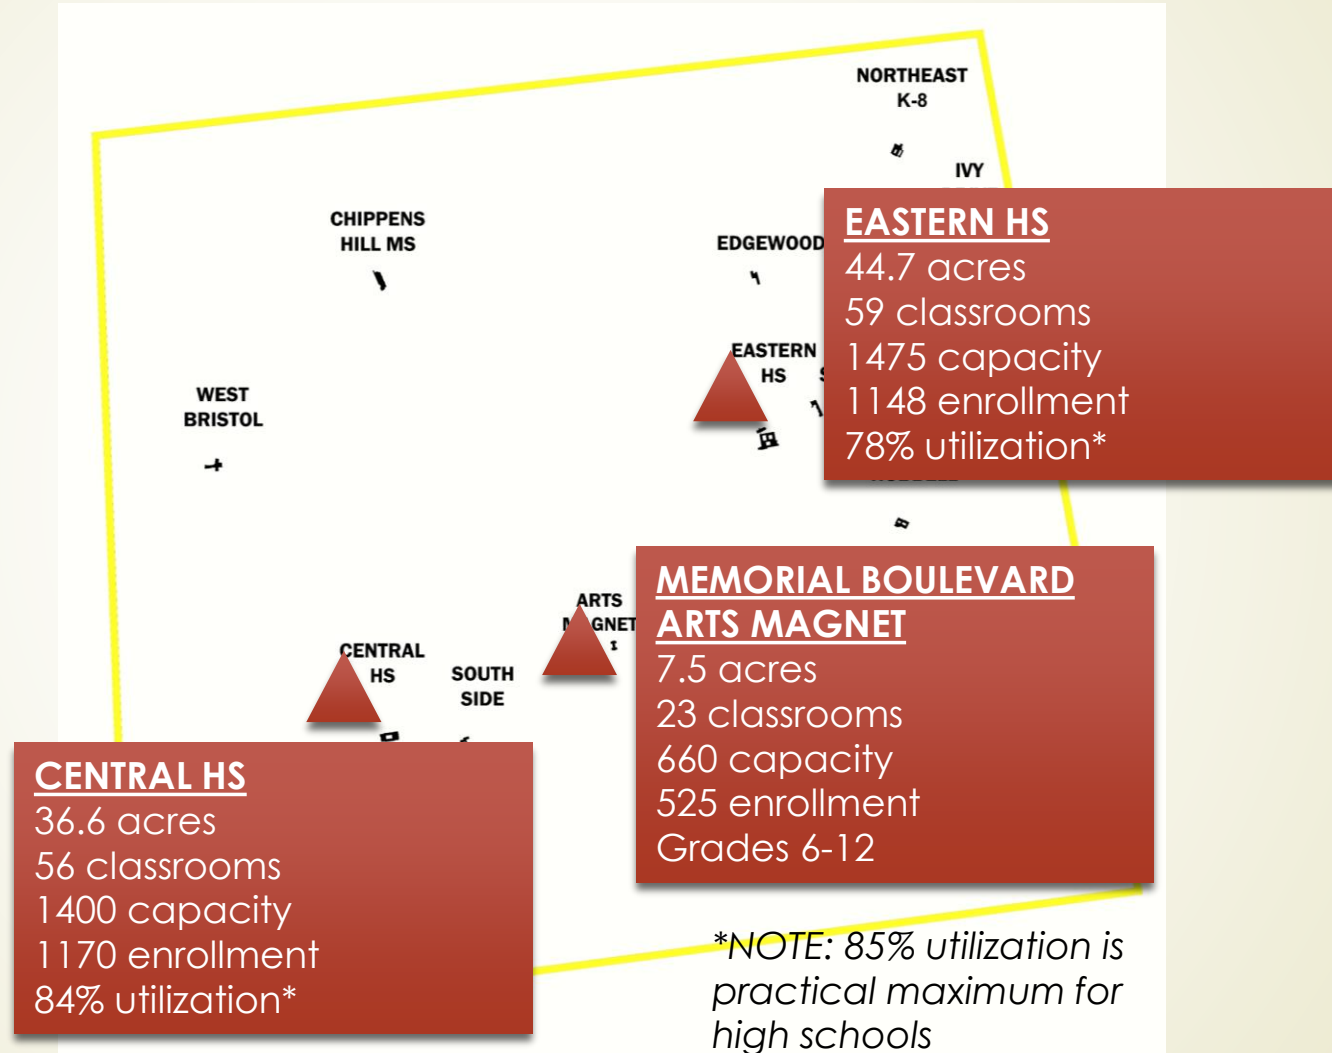 NORTHEAST
K-8
IVY
CHIPPENS
HILL MS
EDGEWOOD
EASTERN HS
44.7 acres
59 classrooms
1475 capacity
1148 enrollment
78% utilization*
EASTERN
HS
WEST
BRISTOL
ARTS
MEMORIAL BOULEVARD
ARTS MAGNET
7.5 acres
23 classrooms
660 capacity
525 enrollment
Grades 6-12
CENTRAL
HS
SOUTH
SIDE
CENTRAL HS
36.6 acres
56 classrooms
1400 capacity
1170 enrollment
84% utilization*
*NOTE: 85% utilization is
practical maximum for
high schools